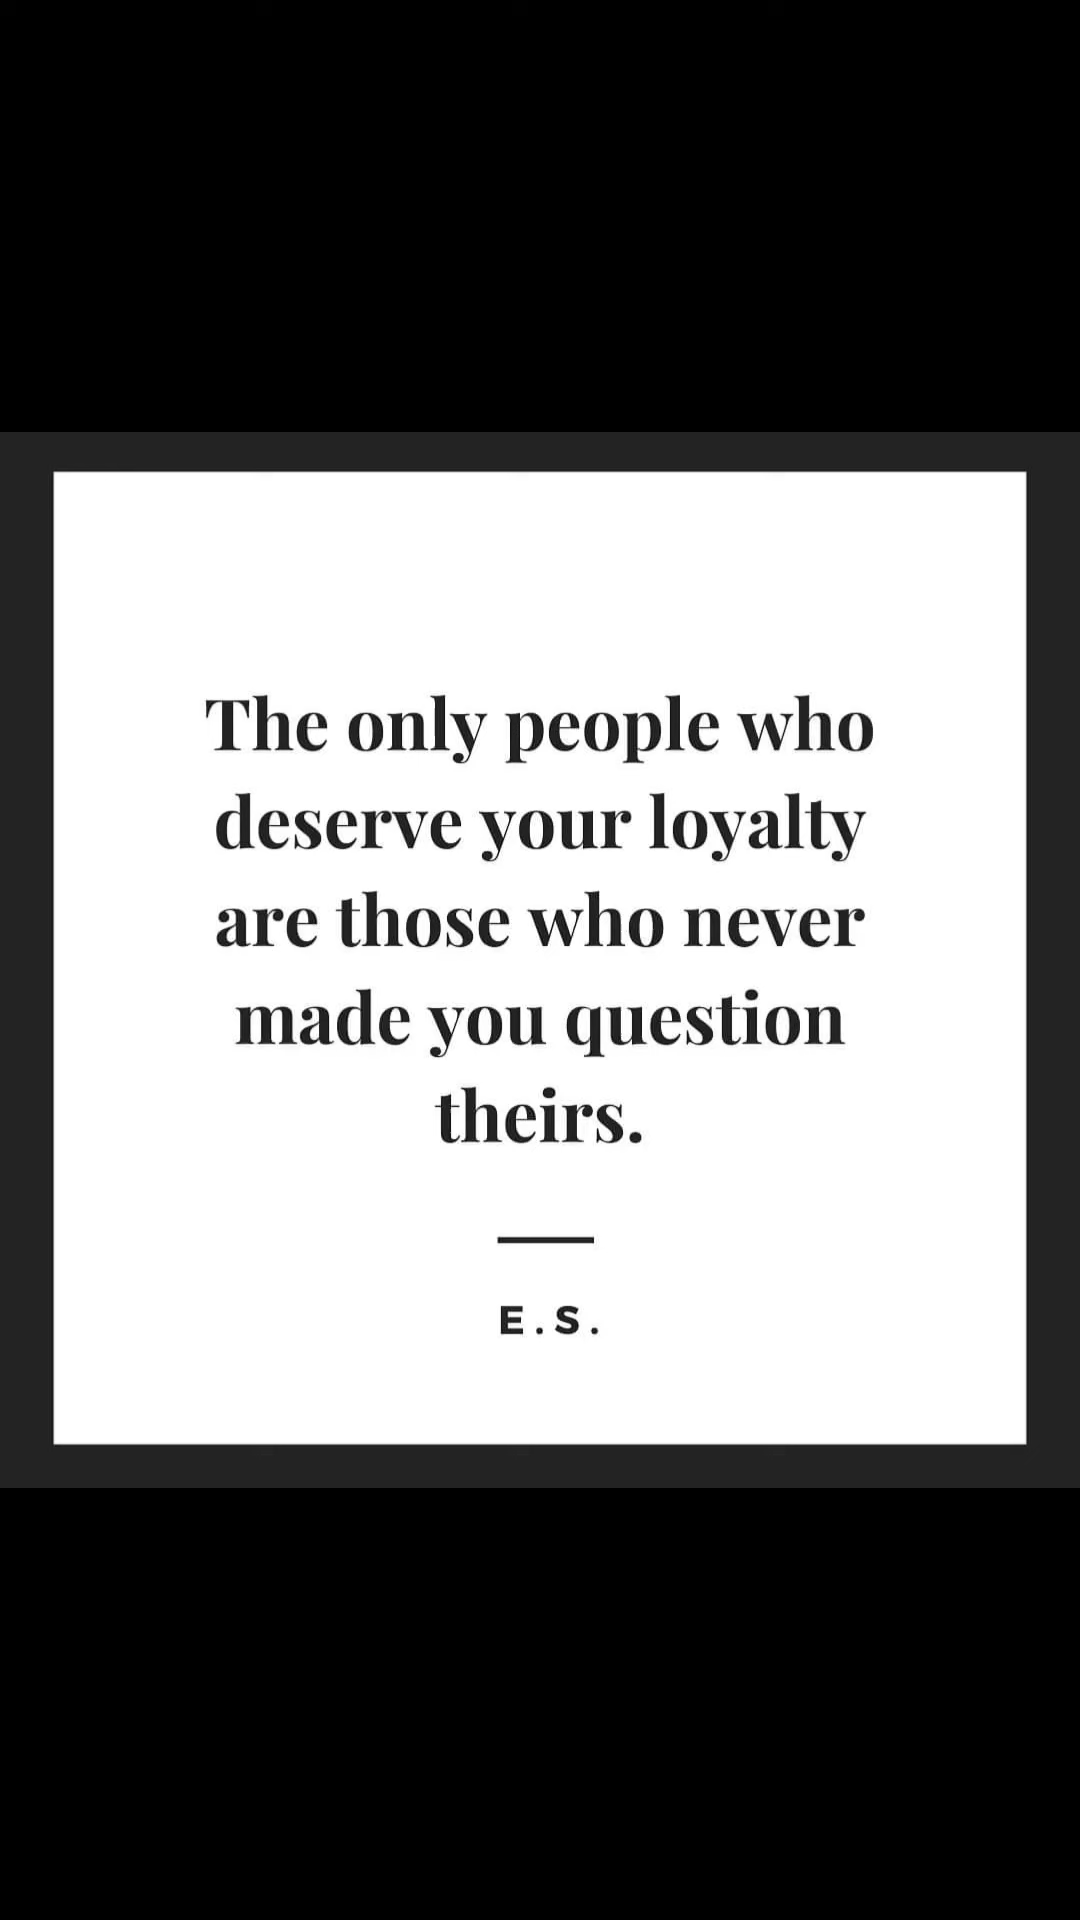 The only people who
deserve your loyalty
are those who never
made you question
theirs.
E.S.